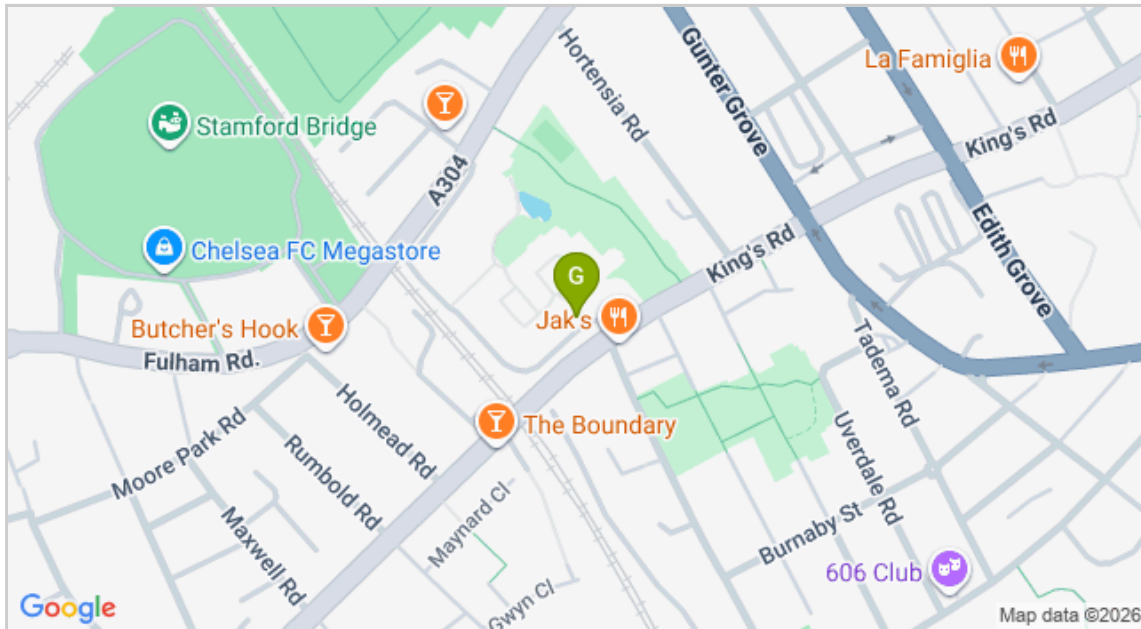 Hortensia Rd
Gunter Grove
La Famiglia
King's Rd
Stamford Bridge
A304
Edith Grove
Chelsea FC Megastore
King's Rd
G
Jak's
Butcher's Hook
Fulham Rd.
Tadema Rd
Holmead Rd
The Boundary
Moore Park Rd
Rumbold Rd
Uverdale Rd
Maxwell Rd
Maynard Cl
Burnaby St
606 Club
Gwyn Cl
Google
Map data ©2026